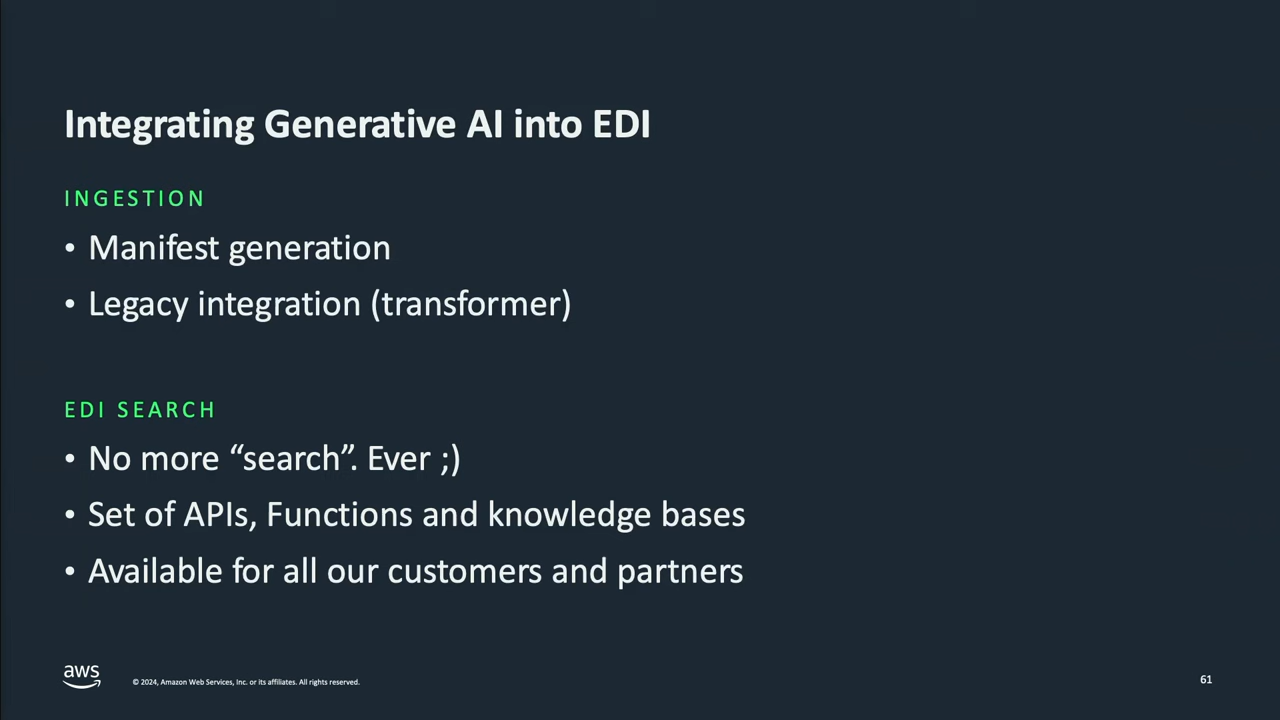 Integrating Generative AI into EDI
INGESTION
• Manifest generation
• Legacy integration (transformer)
EDI SEARCH
• No more “search”. Ever ;)
• Set of APIs, Functions and knowledge bases
• Available for all our customers and partners
aws
© 2024, Amazon Web Services, Inc. or its affiliates. All rights reserved.
61